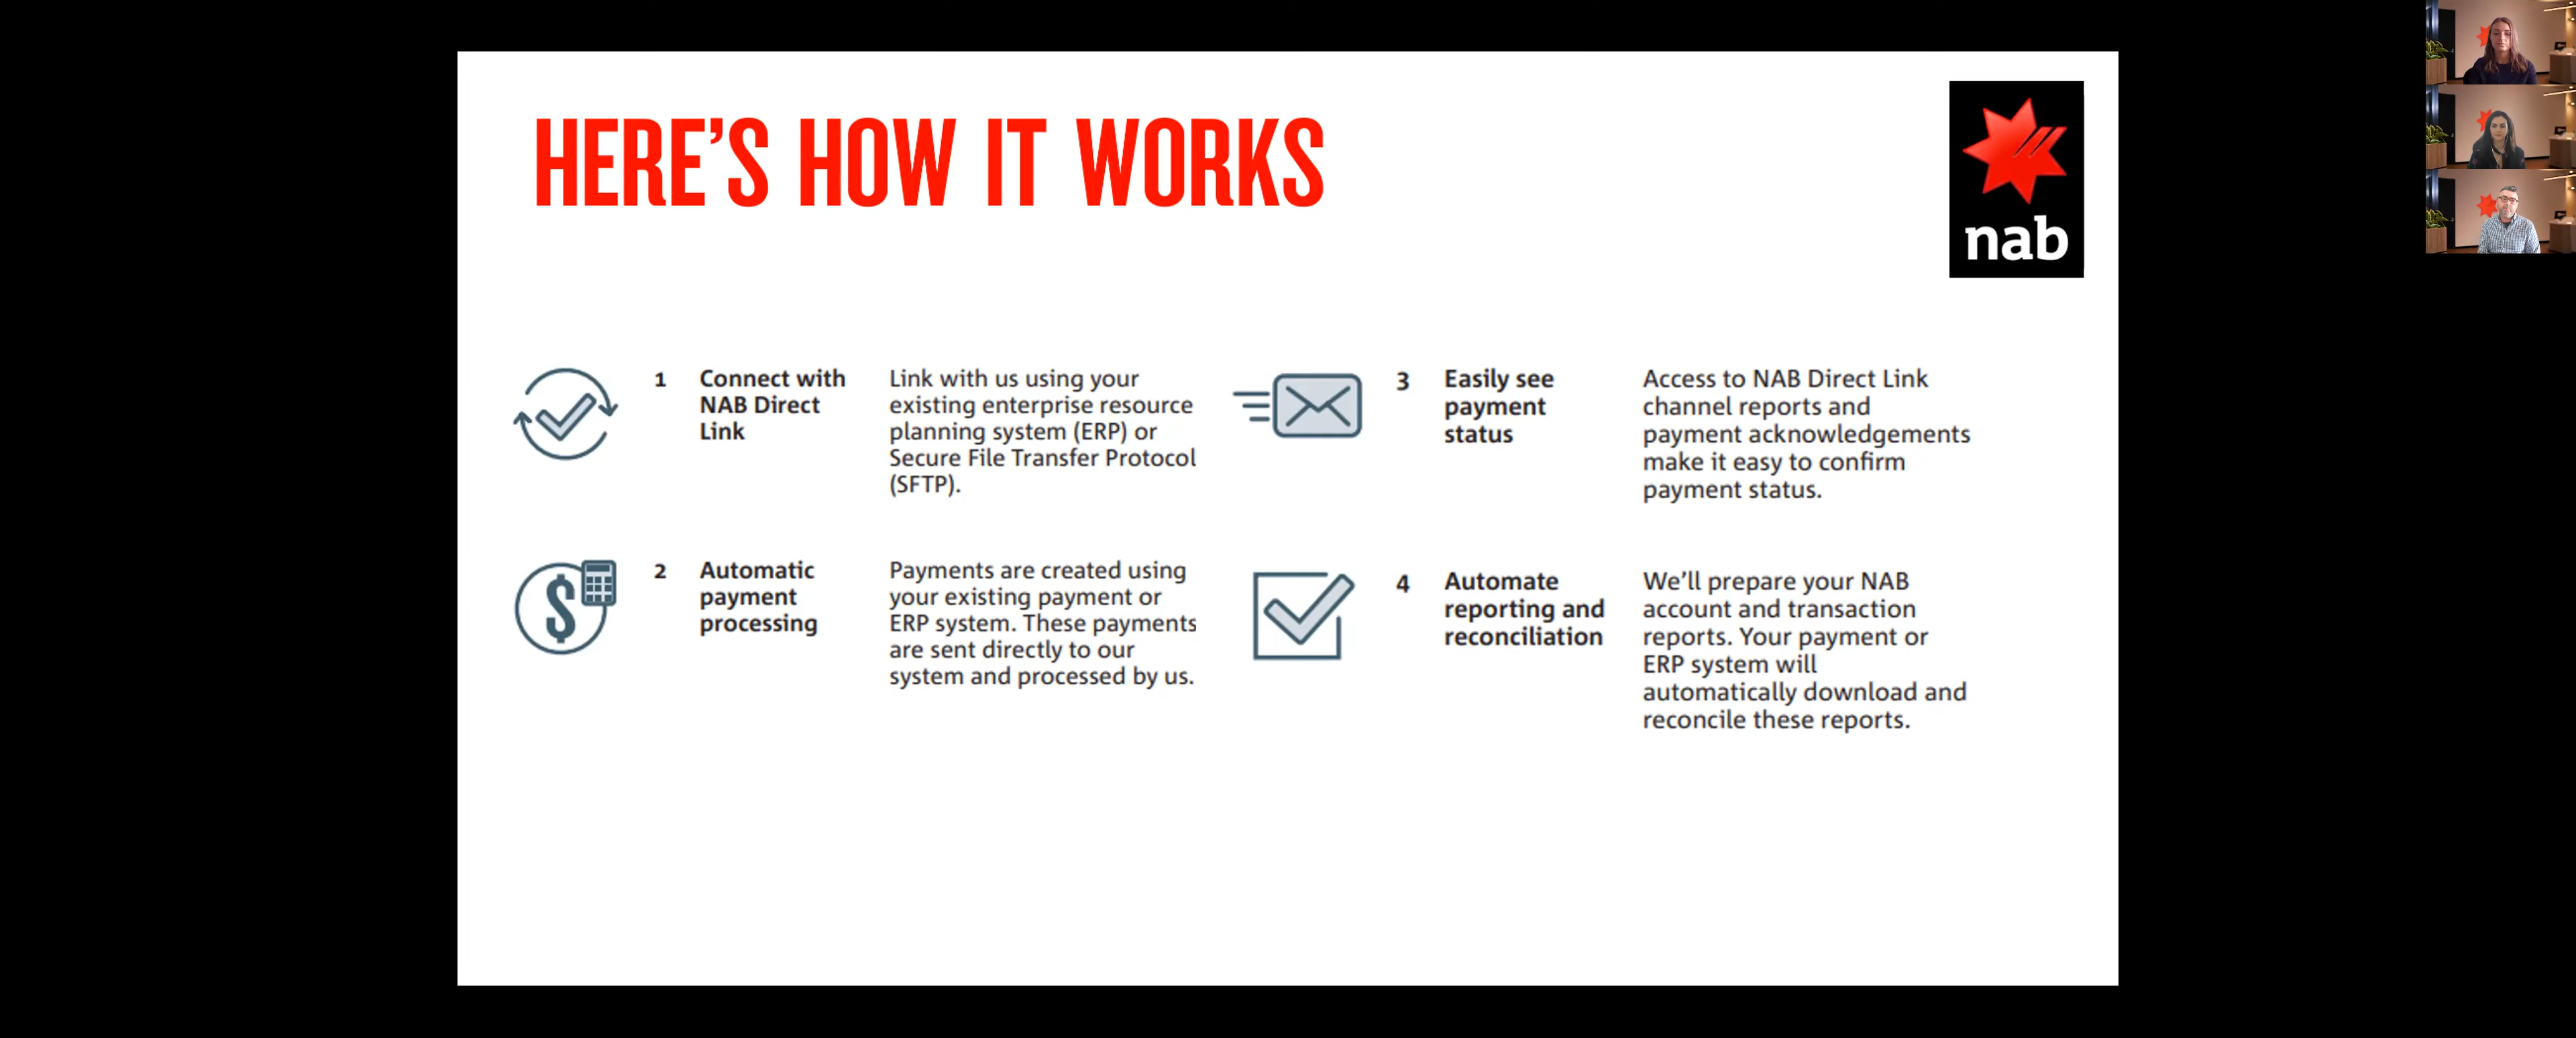 HERE'S HOW IT WORKS
nab
1
Connect with
NAB Direct
Link
Link with us using your
existing enterprise resource
planning system (ERP) or
Secure File Transfer Protocol
(SFTP).
2
Automatic
payment
processing
Payments are created using
your existing payment or
ERP system. These payments
are sent directly to our
system and processed by us.
3
Easily see
payment
status
Access to NAB Direct Link
channel reports and
payment acknowledgements
make it easy to confirm
payment status.
4
Automate
reporting and
reconciliation
We'll prepare your NAB
account and transaction
reports. Your payment or
ERP system will
automatically download and
reconcile these reports.